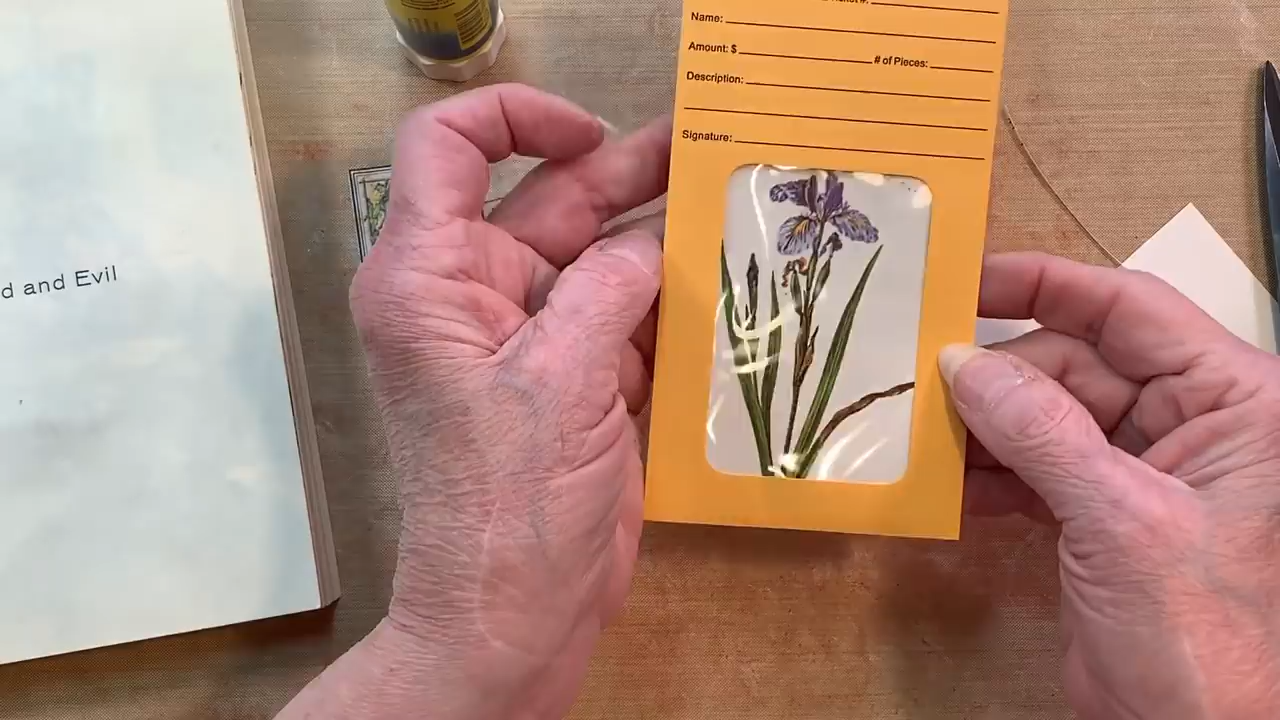 d and Evil
Name:
Amount: $ # of Pieces:
Description:
Signature: